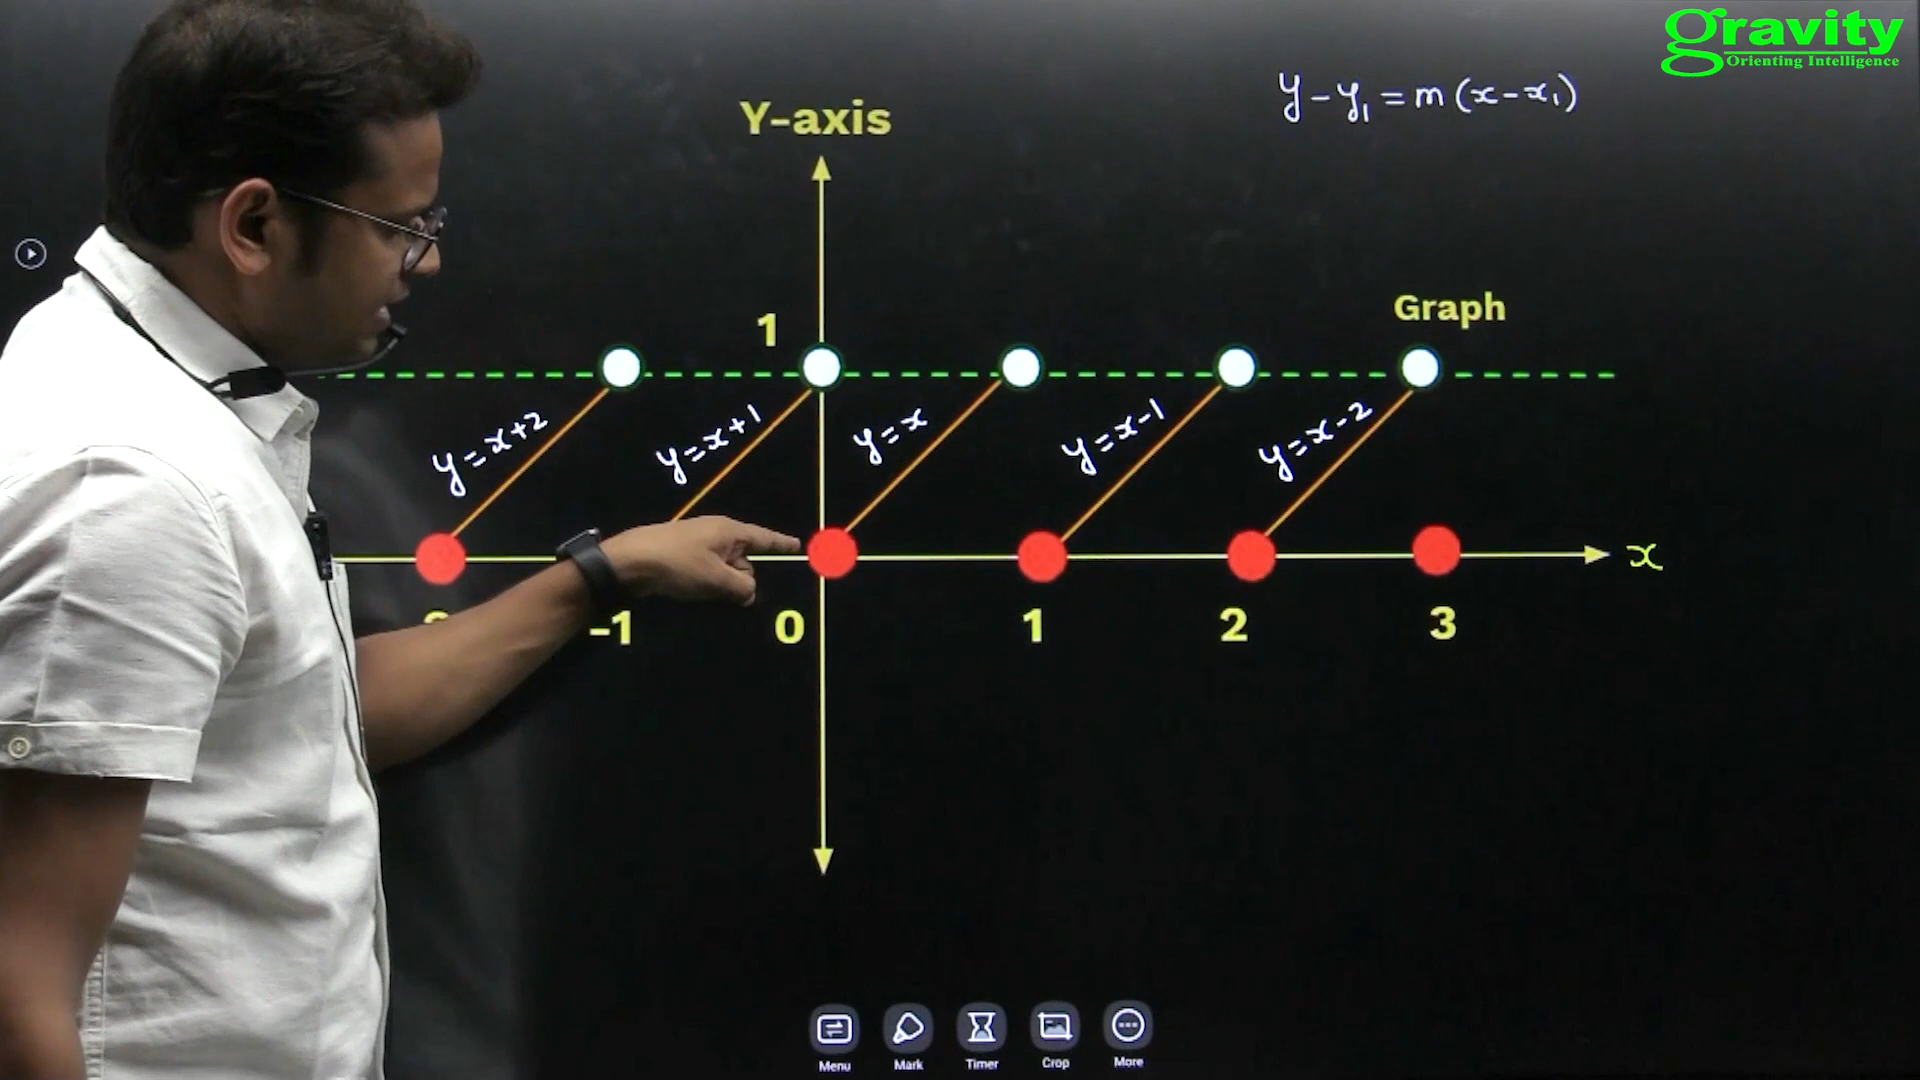 gravity
Orienting Intelligence
y-y₁=m(x-x₁)
Y-axis
Graph
1
y=x+2
y=x+1
y=x
y=x-1
y=x-2
x
-1 0 1 2 3
Menu Mark Timer Crop More